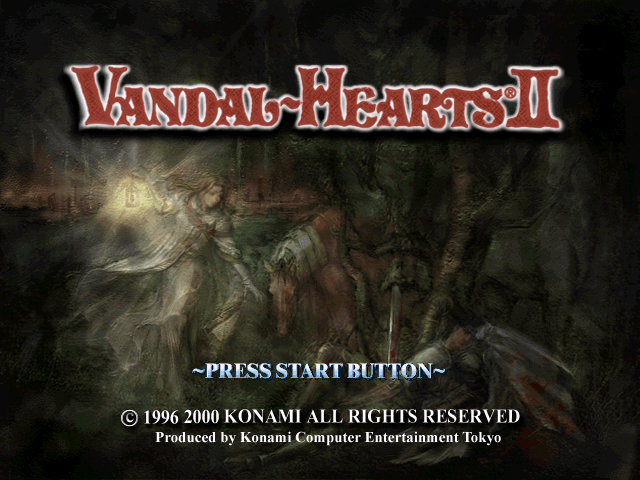 VANDAL~HEARTS® II
~PRESS START BUTTON~
© 1996 2000 KONAMI ALL RIGHTS RESERVED
Produced by Konami Computer Entertainment Tokyo